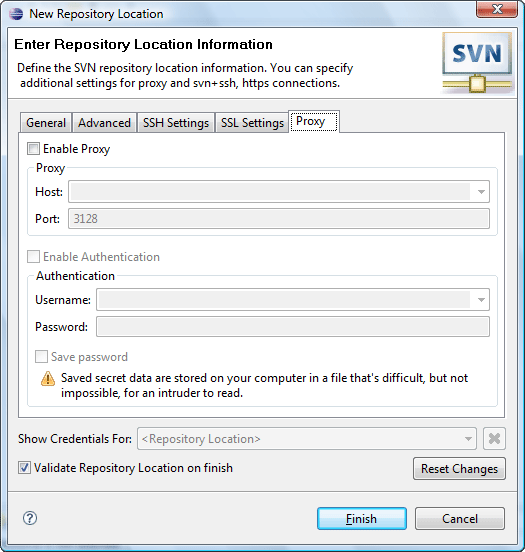 New Repository Location
Enter Repository Location Information
Define the SVN repository location information. You can specify
additional settings for proxy and svn+ssh, https connections.
SVN
General Advanced SSH Settings SSL Settings Proxy
Enable Proxy
Proxy
Host:
Port: 3128
Enable Authentication
Authentication
Username:
Password:
Save password
Saved secret data are stored on your computer in a file that's difficult, but not
impossible, for an intruder to read.
Show Credentials For: <Repository Location>
Validate Repository Location on finish
Reset Changes
?
Finish Cancel